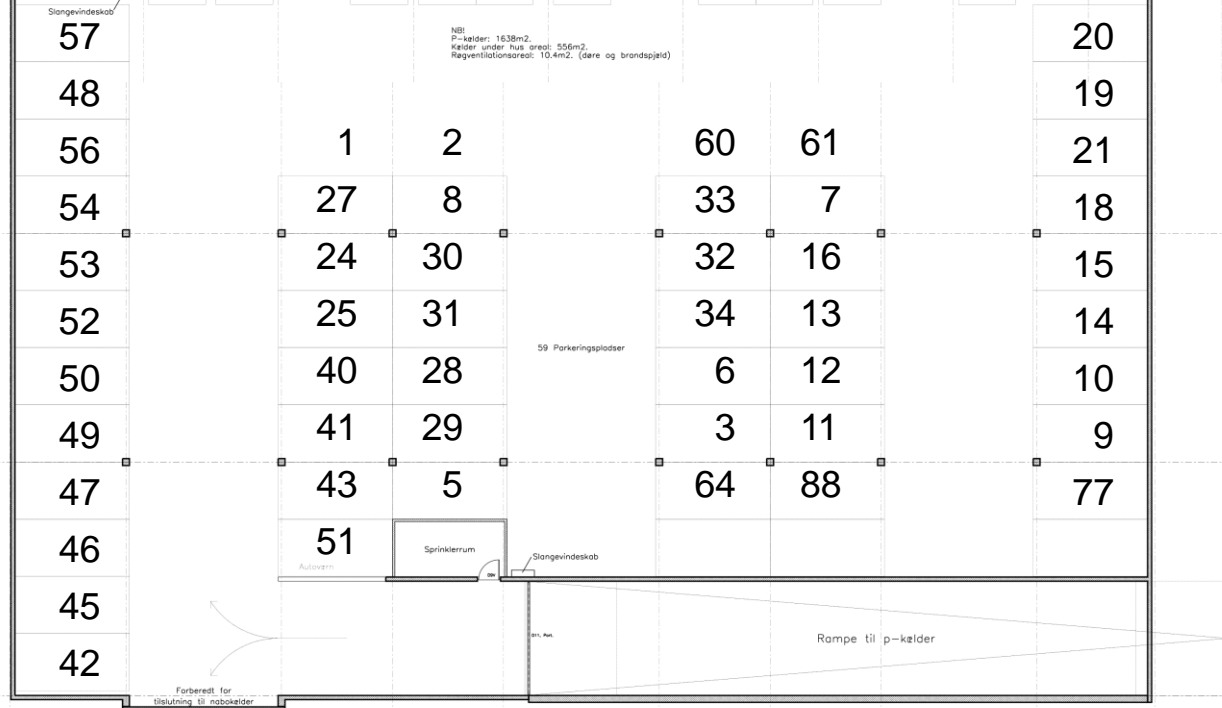 Slangevindeskab
NB!
P-kælder: 1638m2.
Kælder under hus areal: 556m2.
Røgventilationsareal: 10.4m2. (døre og brandspjæld)
57 20
48 19
56 1 2 60 61 21
54 27 8 33 7 18
53 24 30 32 16 15
52 25 31 34 13 14
59 Parkeringspladser
50 40 28 6 12 10
49 41 29 3 11 9
47 43 5 64 88 77
46 51
Sprinklerrum
Slangevindeskab
Autoværn
45
Rampe til p-kælder
42
Forberedt for
tilslutning til nabokælder